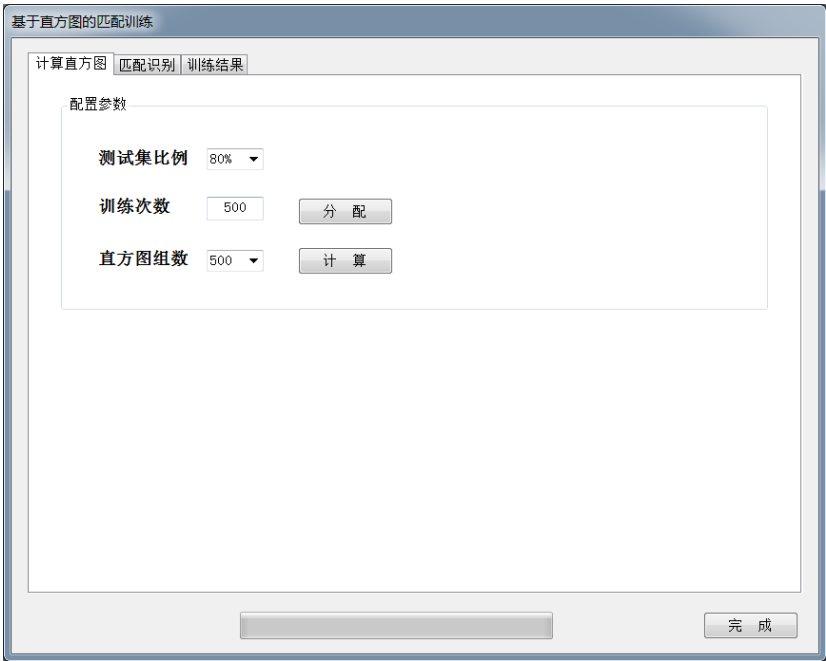 基于直方图的匹配训练
计算直方图 匹配识别 训练结果
配置参数
测试集比例 80%
训练次数 500 分 配
直方图组数 500 计 算
完 成